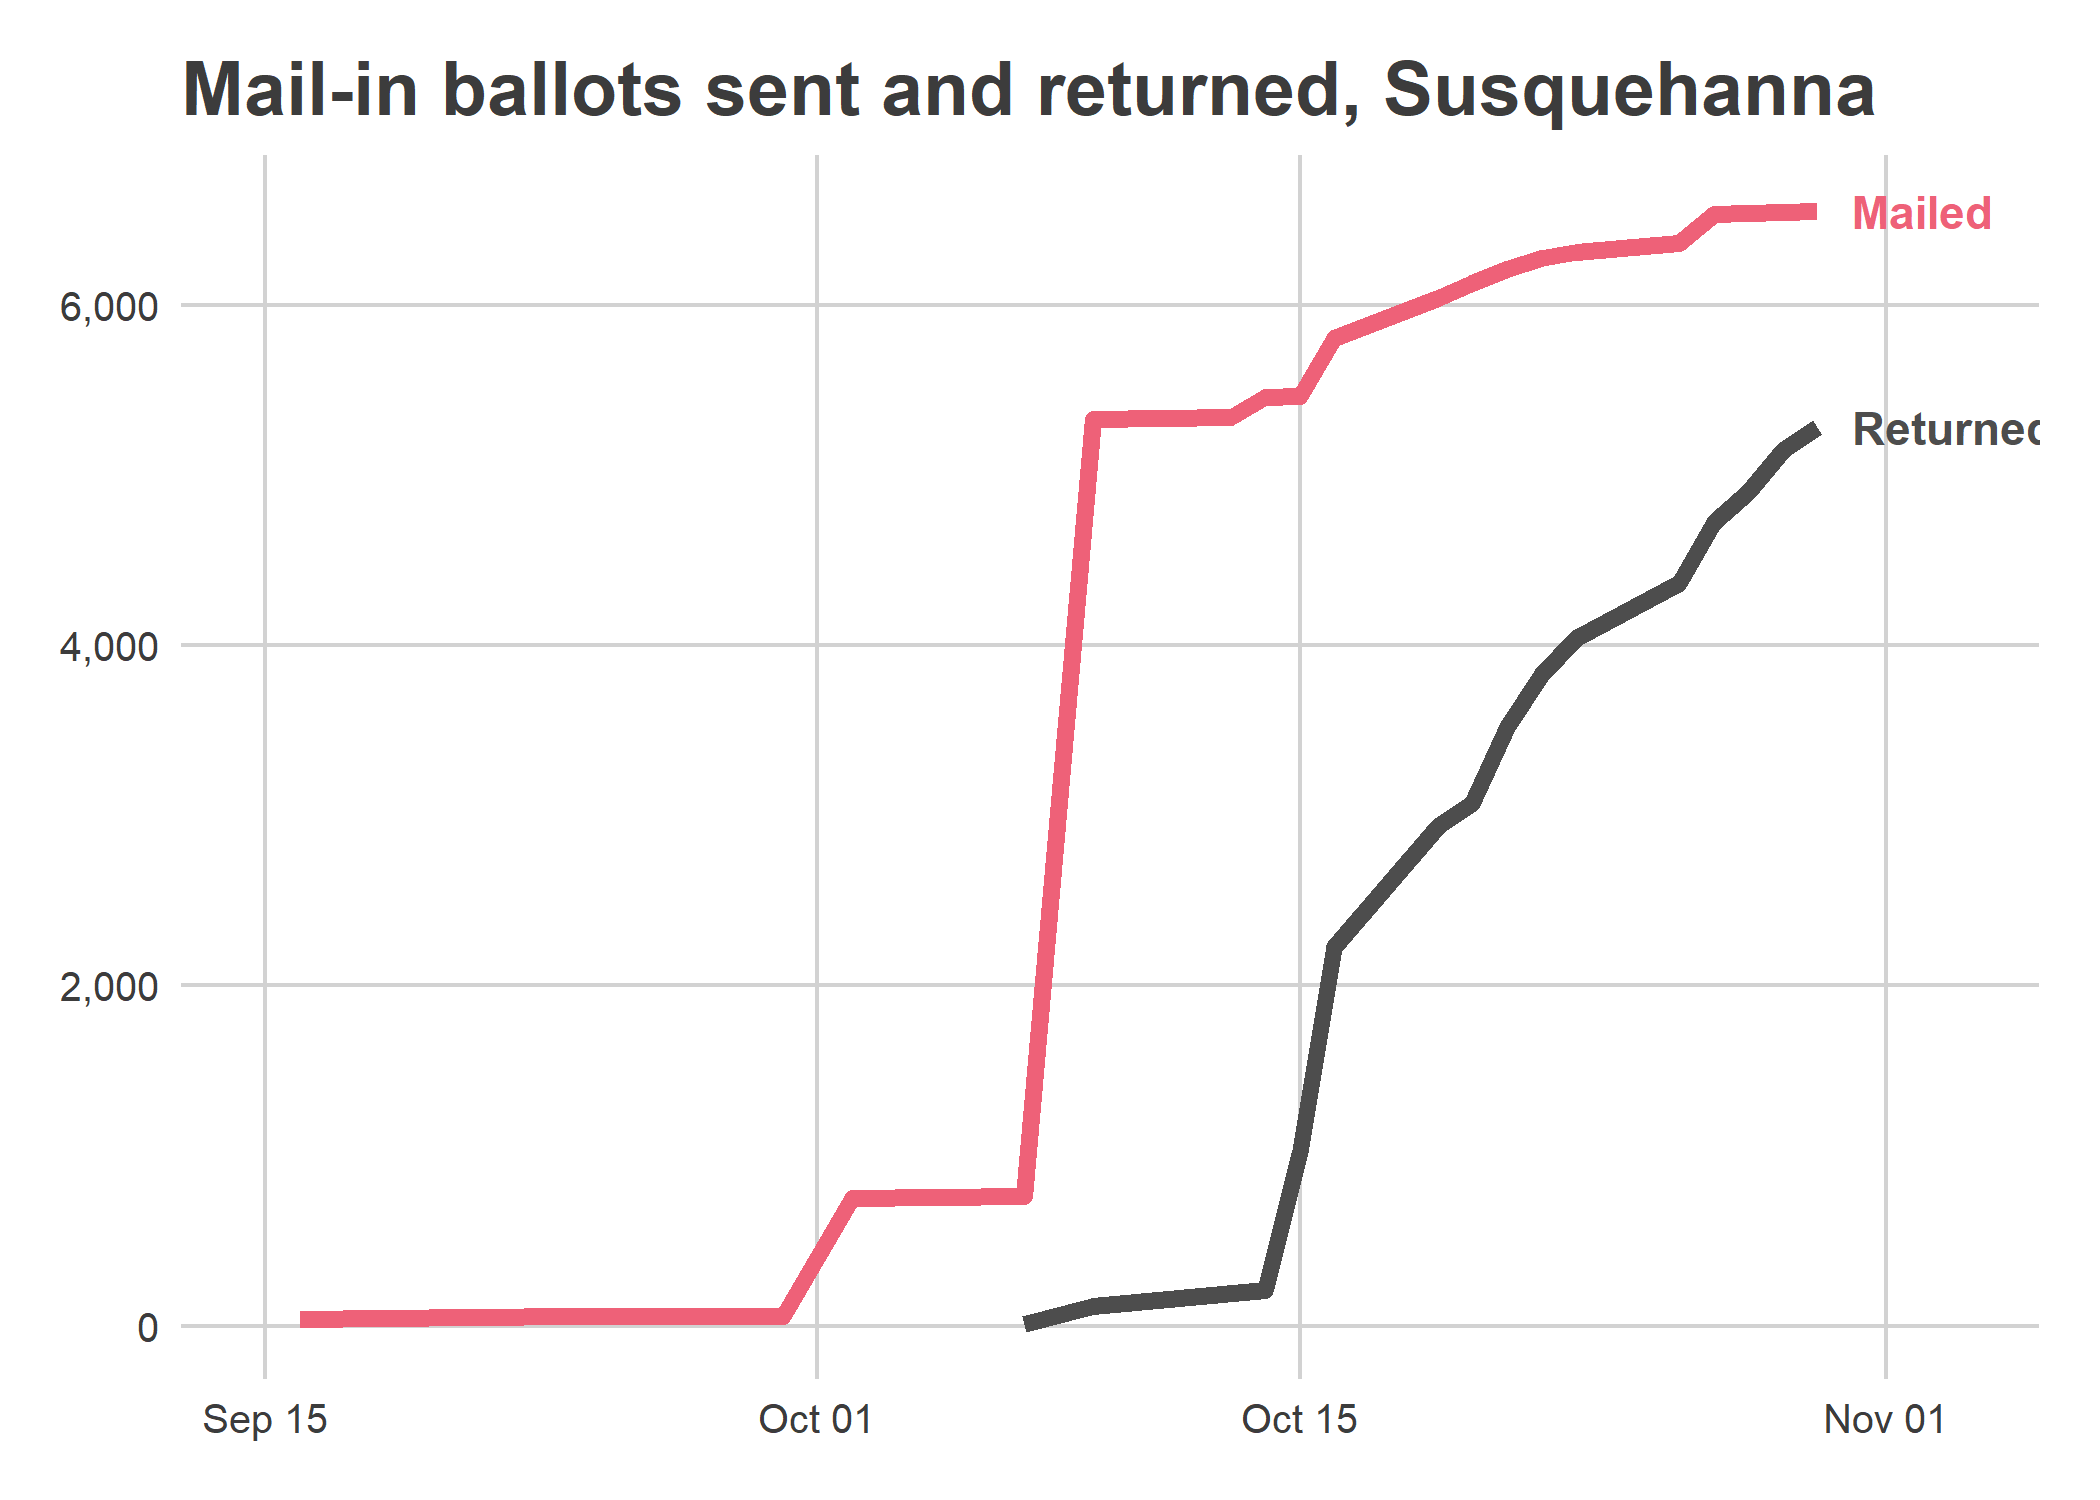 Mail-in ballots sent and returned, Susquehanna
Mailed
6,000
Returned
4,000
2,000
0
Sep 15
Oct 01
Oct 15
Nov 01